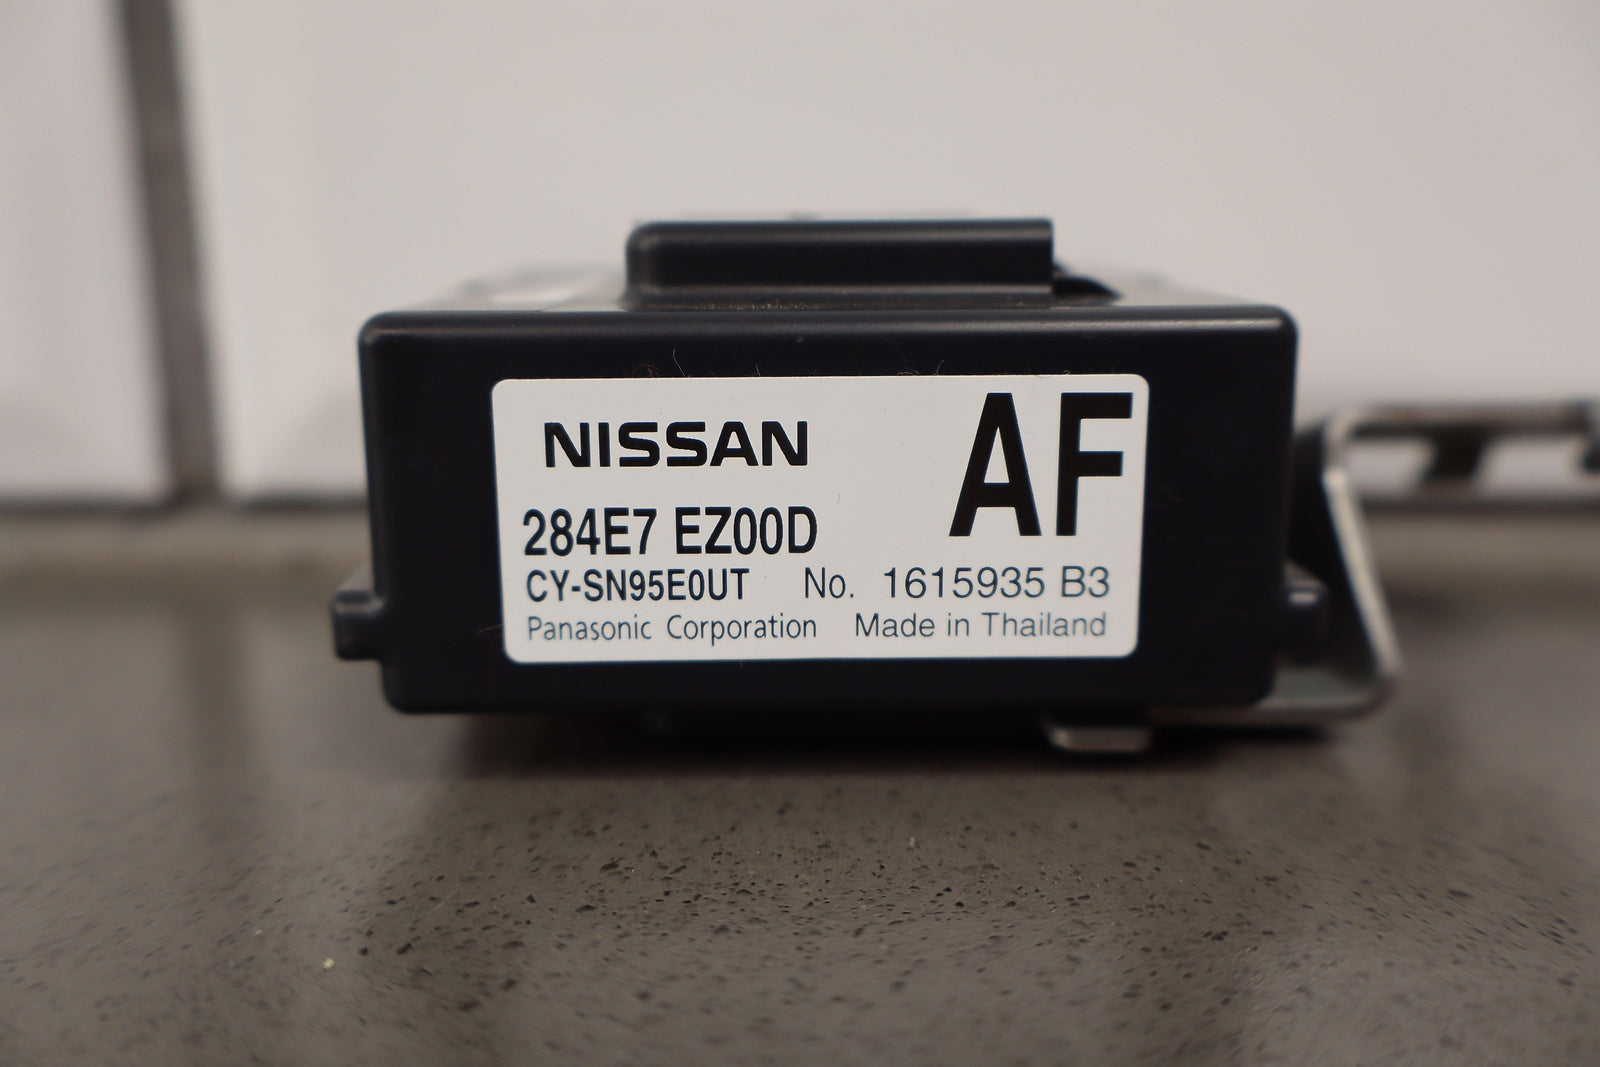 NISSAN
AF
284E7 EZ00D
CY-SN95E0UT No. 1615935 B3
Panasonic Corporation Made in Thailand